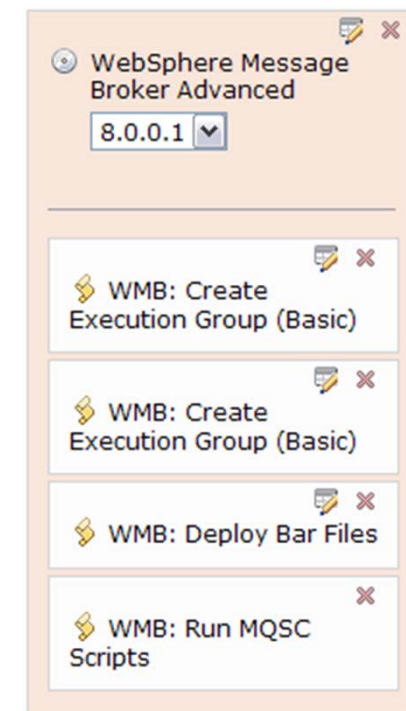 WebSphere Message
Broker Advanced
8.0.0.1
WMB: Create
Execution Group (Basic)
WMB: Create
Execution Group (Basic)
WMB: Deploy Bar Files
WMB: Run MQSC
Scripts